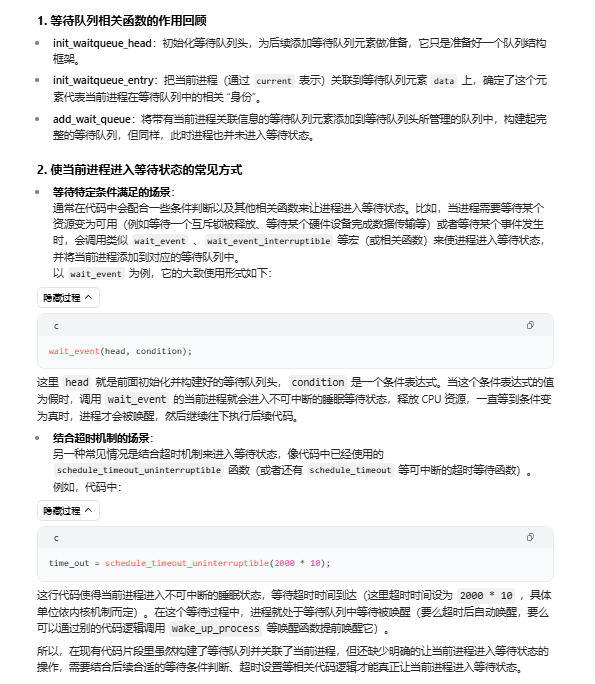 1. 等待队列相关函数的作用回顾
init_waitqueue_head：初始化等待队列头，为后续添加等待队列元素做准备，它只是准备好一个队列结构
框架。
init_waitqueue_entry：把当前进程（通过 current 表示）关联到等待队列元素 data 上，确定了这个元
素代表当前进程在等待队列中的相关 “身份”。
add_wait_queue：将带有当前进程关联信息的等待队列元素添加到等待队列头所管理的队列中，构建起完
整的等待队列，但同样，此时进程也并未进入等待状态。
2. 使当前进程进入等待状态的常见方式
等待特定条件满足的场景：
通常在代码中会配合一些条件判断以及其他相关函数来让进程进入等待状态。比如，当进程需要等待某个
资源变为可用（例如等待一个互斥锁被释放、等待某个硬件设备完成数据传输等）或者等待某个事件发生
时，会调用类似 wait_event 、 wait_event_interruptible 等宏（或相关函数）来使进程进入等待状态，
并将当前进程添加到对应的等待队列中。
以 wait_event 为例，它的大致使用形式如下：
隐藏过程
c
wait_event(head, condition);
这里 head 就是前面初始化并构建好的等待队列头， condition 是一个条件表达式。当这个条件表达式的值
为假时，调用 wait_event 的当前进程就会进入不可中断的睡眠等待状态，释放 CPU 资源，一直等到条件变
为真时，进程才会被唤醒，然后继续往下执行后续代码。
结合超时机制的场景：
另一种常见情况是结合超时机制来进入等待状态，像代码中已经使用的
schedule_timeout_uninterruptible 函数（或者还有 schedule_timeout 等可中断的超时等待函数）。
例如，代码中：
隐藏过程
c
time_out = schedule_timeout_uninterruptible(2000 * 10);
这行代码使得当前进程进入不可中断的睡眠状态，等待超时时间到达（这里超时时间设为 2000 * 10 ，具体
单位依内核机制而定）。在这个等待过程中，进程就处于等待队列中等待被唤醒（要么超时后自动唤醒，要么
可以通过别的代码逻辑调用 wake_up_process 等唤醒函数提前唤醒它）。
所以，在现有代码片段里虽然构建了等待队列并关联了当前进程，但还缺少明确的让当前进程进入等待状态的
操作，需要结合后续合适的等待条件判断、超时设置等相关代码逻辑才能真正让当前进程进入等待状态。